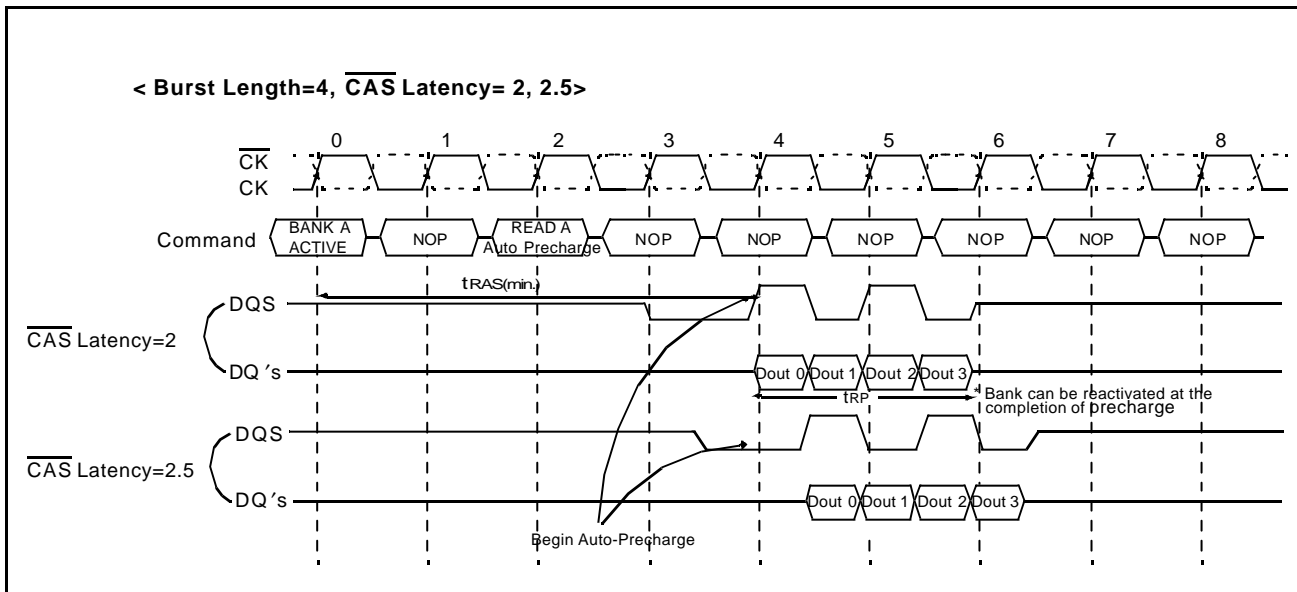 < Burst Length=4, CAS Latency= 2, 2.5>
0 1 2 3 4 5 6 7 8
CK
CK
Command
BANK A
ACTIVE
NOP
READ A
Auto Precharge
NOP
NOP
NOP
NOP
NOP
NOP
tRAS(min.)
DQS
CAS Latency=2
DQ's
Dout 0 Dout 1 Dout 2 Dout 3
tRP
* Bank can be reactivated at the
completion of precharge
DQS
CAS Latency=2.5
DQ's
Dout 0 Dout 1 Dout 2 Dout 3
Begin Auto-Precharge